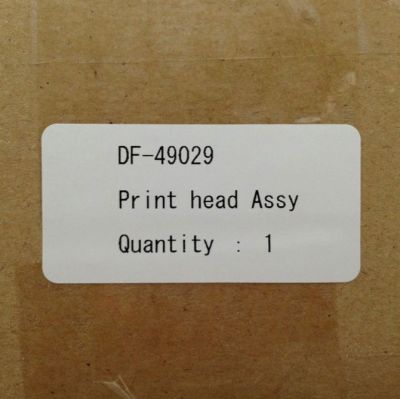 DF-49029
Print head Assy
Quantity : 1